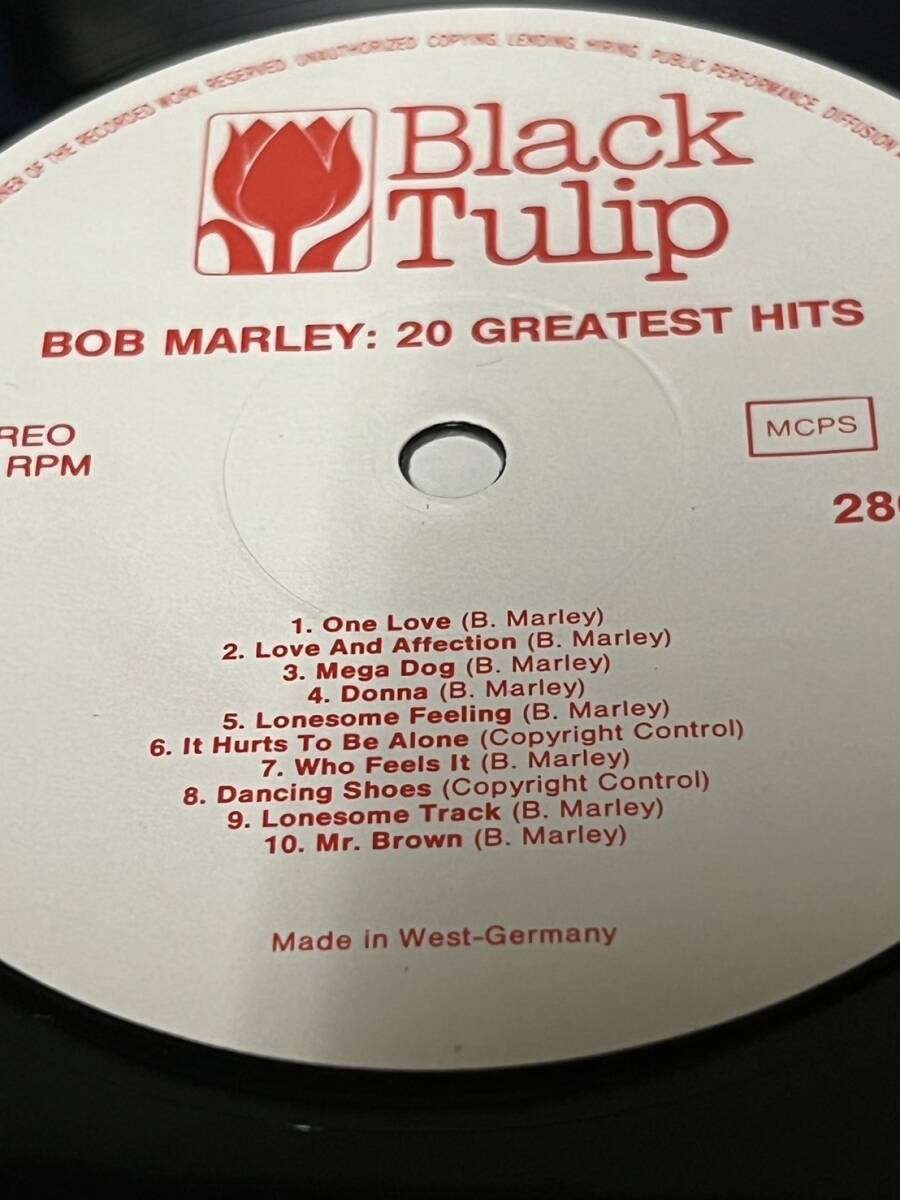 OF THE RECORDED WORK RESERVED UNAUTHORIZED COPYING, LENDING, HIRING, PUBLIC PERFORMANCE, DIFFUSION
Black
Tulip
BOB MARLEY: 20 GREATEST HITS
RPM
MCPS
1. One Love (B. Marley)
2. Love And Affection (B. Marley)
3. Mega Dog (B. Marley)
4. Donna (B. Marley)
5. Lonesome Feeling (B. Marley)
6. It Hurts To Be Alone (Copyright Control)
7. Who Feels It (B. Marley)
8. Dancing Shoes (Copyright Control)
9. Lonesome Track (B. Marley)
10. Mr. Brown (B. Marley)
Made in West-Germany